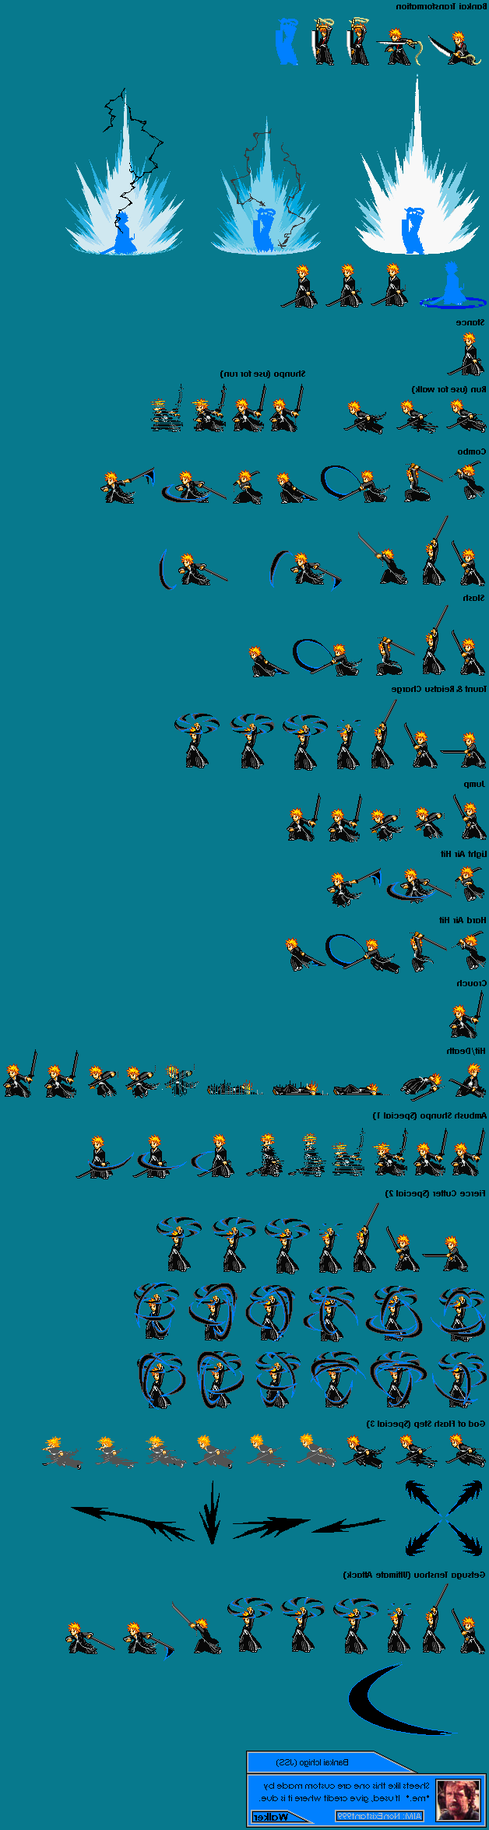 Bankai Transformation
Stance
Shunpo (use for run)
Run (use for walk)
Combo
Slash
Taunt & Reiatsu Charge
Jump
Light Air Hit
Hard Air Hit
Crouch
Hit/Death
Ambush Shunpo (Special 1)
Fierce Cutter (Special 2)
God of Flash Step (Special 3)
Getsuga Tenshou (Ultimate Attack)
Bankai Ichigo (JSS)
Sheets like this one are custom made by
"me." If used, give credit where it is due.
AIM: NonExistant999
Walker